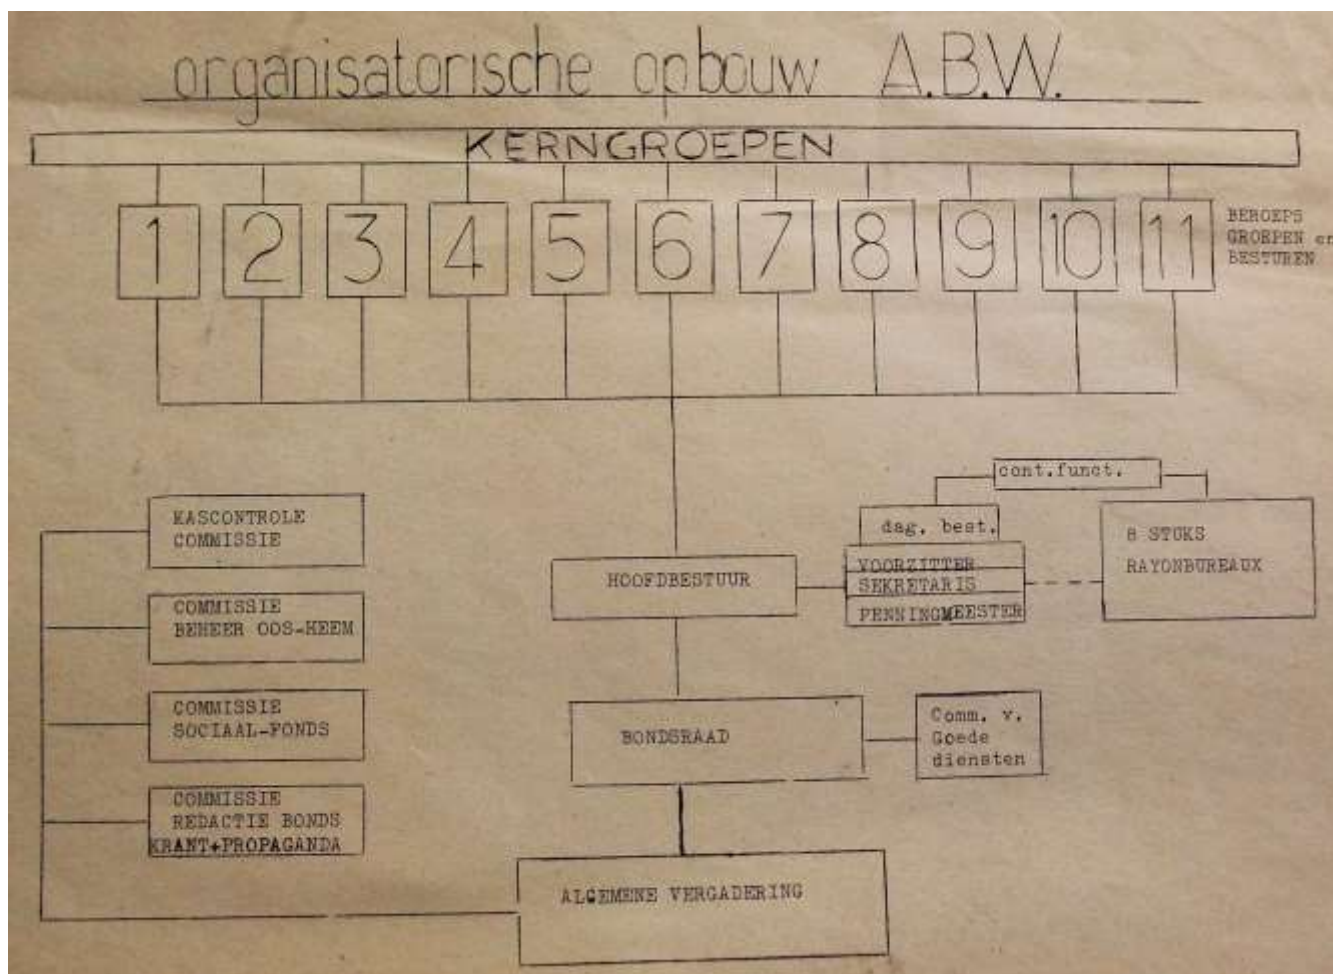 organisatorische opbouw A.B.W.
KERNGROEPEN
1 2 3 4 5 6 7 8 9 10 11
BEROEPS
GROEPEN en
BESTUREN
cont.funct.
dag. best.
8 STUKS
RAYONBUREAUX
KASCONTROLE
COMMISSIE
HOOFDBESTUUR
VOORZITTER
SEKRETARIS
PENNINGMEESTER
COMMISSIE
BEHEER OOS-HEEM
COMMISSIE
SOCIAAL-FONDS
BONDSRAAD
Comm. v.
Goede
diensten
COMMISSIE
REDACTIE BONDS
KRANT+PROPAGANDA
ALGEMENE VERGADERING